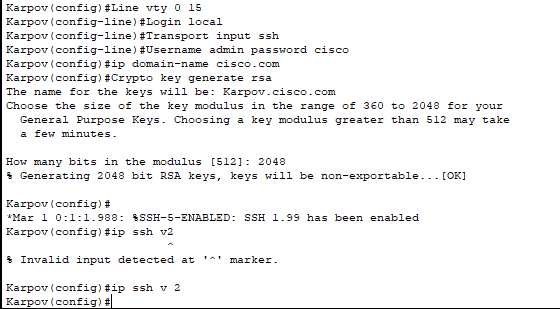 Karpov(config)#Line vty 0 15
Karpov(config-line)#Login local
Karpov(config-line)#Transport input ssh
Karpov(config-line)#Username admin password cisco
Karpov(config)#ip domain-name cisco.com
Karpov(config)#Crypto key generate rsa
The name for the keys will be: Karpov.cisco.com
Choose the size of the key modulus in the range of 360 to 2048 for your
  General Purpose Keys. Choosing a key modulus greater than 512 may take
  a few minutes.

How many bits in the modulus [512]: 2048
% Generating 2048 bit RSA keys, keys will be non-exportable...[OK]

Karpov(config)#
*Mar 1 0:1:1.988: %SSH-5-ENABLED: SSH 1.99 has been enabled
Karpov(config)#ip ssh v2
                       ^
% Invalid input detected at '^' marker.

Karpov(config)#ip ssh v 2
Karpov(config)#